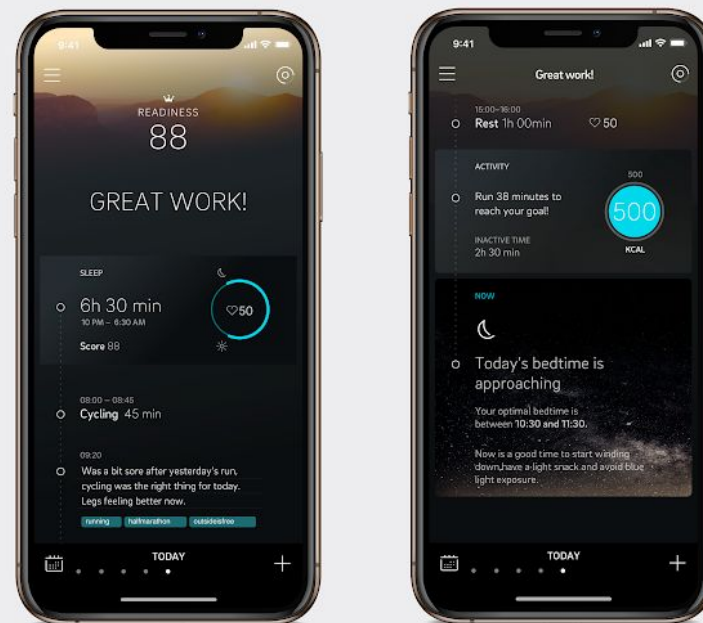 9:41
READINESS
88
GREAT WORK!
SLEEP
6h 30 min
10 PM – 6:30 AM
Score 88
50
08:00 – 08:45
Cycling 45 min
09:20
Was a bit sore after yesterday's run,
cycling was the right thing for today.
Legs feeling better now.
running halfmarathon outsideisfree
TODAY
9:41
Great work!
15:00–16:00
Rest 1h 00min 50
ACTIVITY
Run 38 minutes to
reach your goal!
INACTIVE TIME
2h 30 min
500
500
KCAL
NOW
Today's bedtime is
approaching
Your optimal bedtime is
between 10:30 and 11:30.
Now is a good time to start winding
down,have a light snack and avoid blue
light exposure.
TODAY